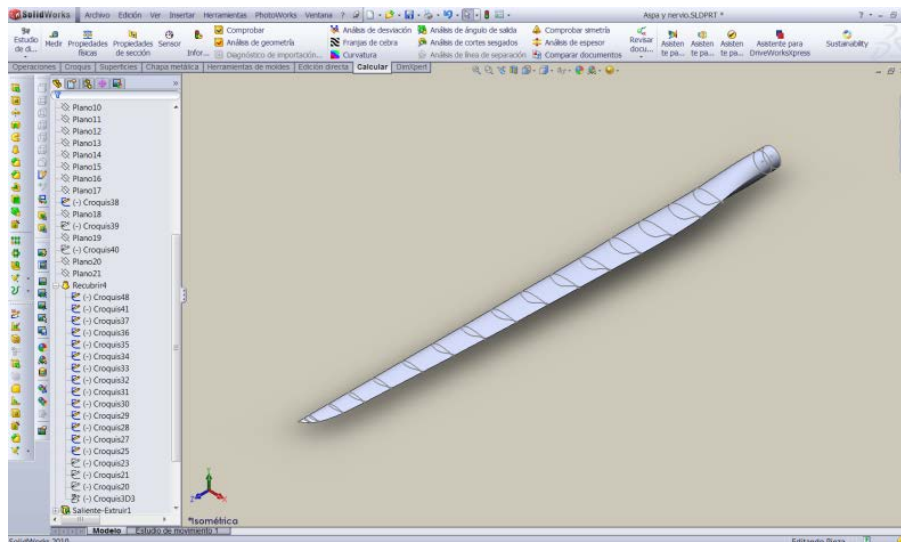 SolidWorks Archivo Edición Ver Insertar Herramientas PhotoWorks Ventana ? Aspa y nervio.SLDPRT *
Estudio de di... Medir Propiedades físicas Propiedades de sección Sensor Infor...
Comprobar Análisis de desviación Análisis de ángulo de salida Comprobar simetría
Análisis de geometría Franjas de cebra Análisis de cortes sesgados Análisis de espesor
Diagnóstico de importación... Curvatura Análisis de línea de separación Comparar documentos
Revisar docu... Asisten te pa... Asisten te pa... Asisten te pa... Asistente para DriveWorksXpress Sustainability
Operaciones Croquis Superficies Chapa metálica Herramientas de moldes Edición directa Calcular DimXpert
Plano10
Plano11
Plano12
Plano13
Plano14
Plano15
Plano16
Plano17
(-) Croquis38
Plano18
(-) Croquis39
Plano19
(-) Croquis40
Plano20
Plano21
Recubrir4
(-) Croquis48
(-) Croquis41
(-) Croquis37
(-) Croquis36
(-) Croquis35
(-) Croquis34
(-) Croquis33
(-) Croquis32
(-) Croquis31
(-) Croquis30
(-) Croquis29
(-) Croquis28
(-) Croquis27
(-) Croquis25
(-) Croquis23
(-) Croquis21
(-) Croquis20
(-) Croquis3D3
Saliente-Extruir1
*Isométrica
Modelo Estudio de movimiento 1
SolidWorks 2010 Editando Pieza